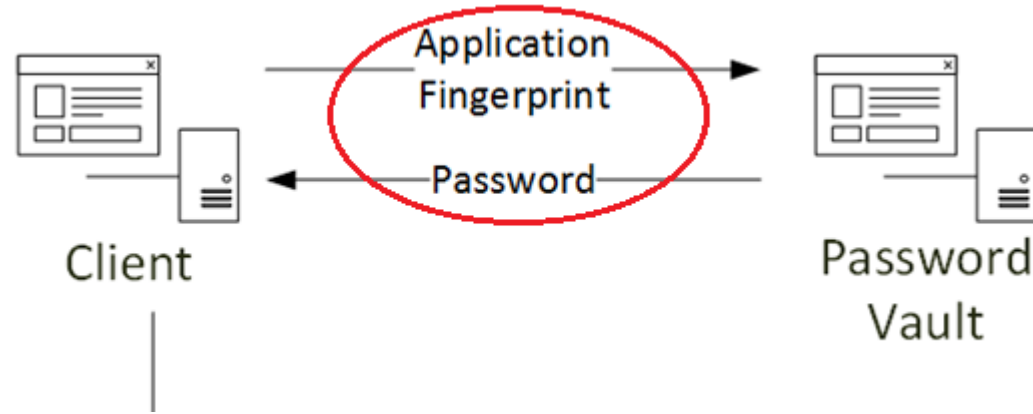 Application
Fingerprint
Password
Client
Password
Vault